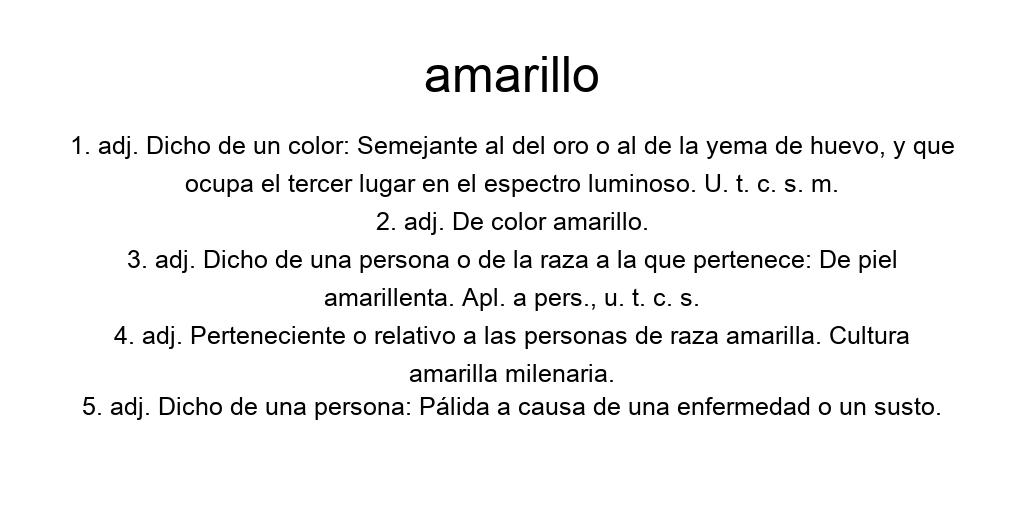 amarillo
1. adj. Dicho de un color: Semejante al del oro o al de la yema de huevo, y que
ocupa el tercer lugar en el espectro luminoso. U. t. c. s. m.
2. adj. De color amarillo.
3. adj. Dicho de una persona o de la raza a la que pertenece: De piel
amarillenta. Apl. a pers., u. t. c. s.
4. adj. Perteneciente o relativo a las personas de raza amarilla. Cultura
amarilla milenaria.
5. adj. Dicho de una persona: Pálida a causa de una enfermedad o un susto.